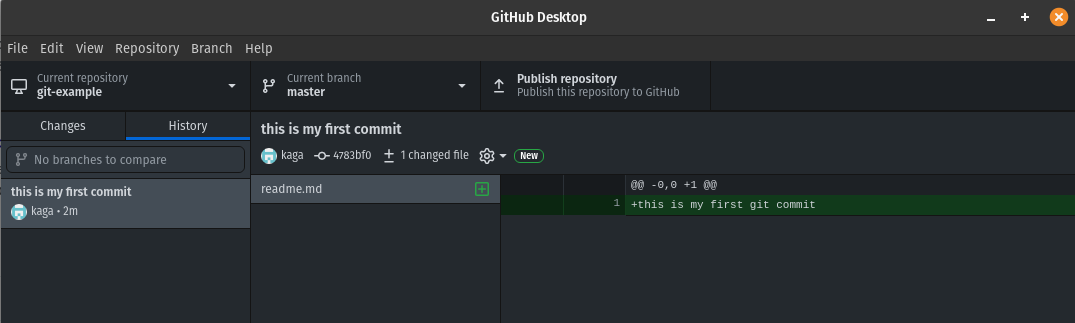 GitHub Desktop
File Edit View Repository Branch Help
Current repository
git-example
Current branch
master
Publish repository
Publish this repository to GitHub
Changes
History
No branches to compare
this is my first commit
kaga • 2m
this is my first commit
kaga 4783bf0 1 changed file New
readme.md
@@ -0,0 +1 @@
1 +this is my first git commit